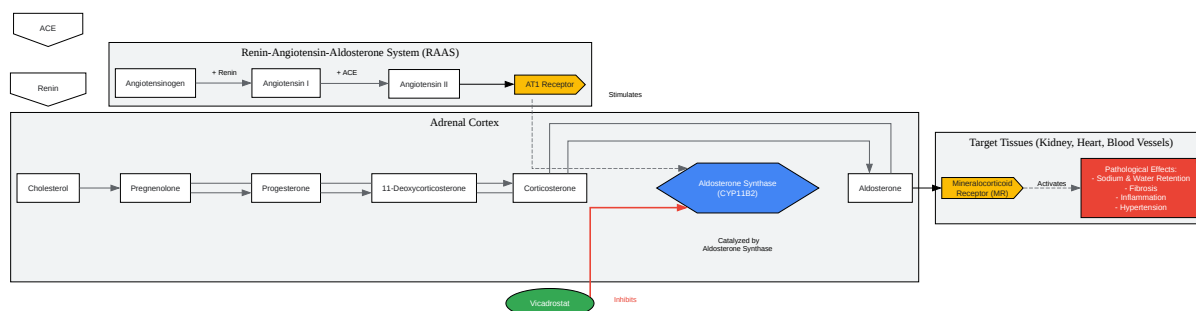 ACE
Renin
Renin-Angiotensin-Aldosterone System (RAAS)
Angiotensinogen
+ Renin
Angiotensin I
+ ACE
Angiotensin II
AT1 Receptor
Stimulates
Adrenal Cortex
Cholesterol
Pregnenolone
Progesterone
11-Deoxycorticosterone
Corticosterone
Aldosterone Synthase
(CYP11B2)
Aldosterone
Catalyzed by
Aldosterone Synthase
Vicadrostat
Inhibits
Target Tissues (Kidney, Heart, Blood Vessels)
Mineralocorticoid
Receptor (MR)
Activates
Pathological Effects:
- Sodium & Water Retention
- Fibrosis
- Inflammation
- Hypertension